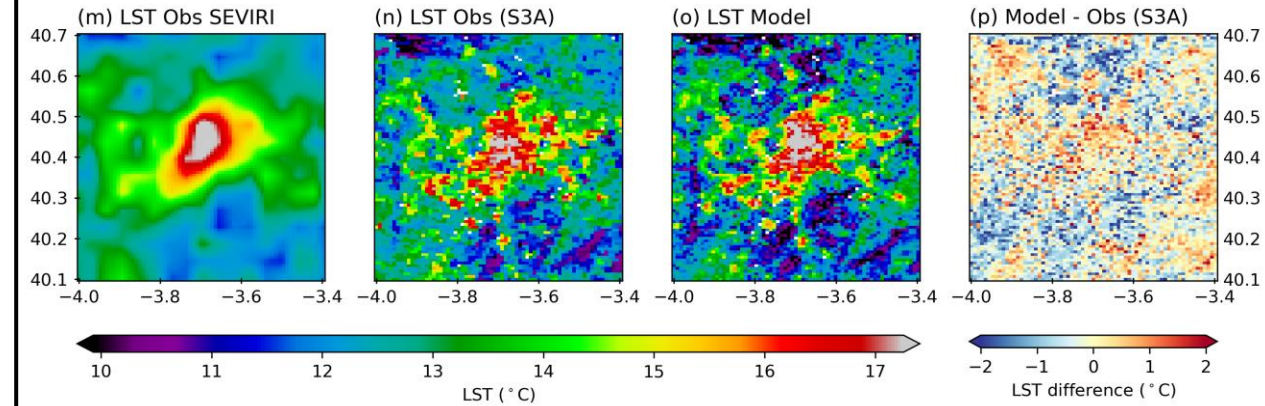 (m) LST Obs SEVIRI (n) LST Obs (S3A) (o) LST Model (p) Model - Obs (S3A)
40.7 40.7
40.6 40.6
40.5 40.5
40.4 40.4
40.3 40.3
40.2 40.2
40.1 40.1
−4.0 −3.8 −3.6 −3.4 −4.0 −3.8 −3.6 −3.4 −4.0 −3.8 −3.6 −3.4 −4.0 −3.8 −3.6 −3.4
10 11 12 13 14 15 16 17 −2 −1 0 1 2
LST (°C) LST difference (°C)